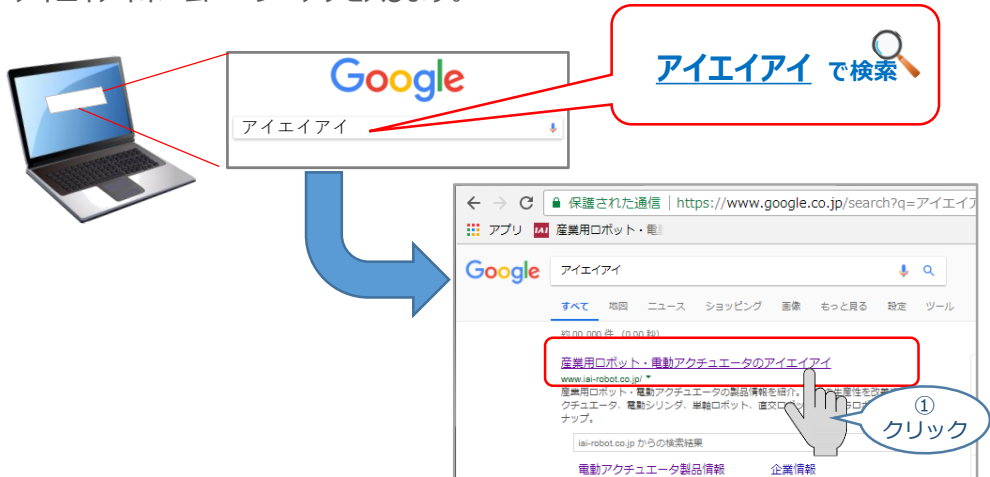 Google
アイエイアイ
アイエイアイ で検索
保護された通信 | https://www.google.co.jp/search?q=アイエイア
アプリ IAI 産業用ロボット・電
Google アイエイアイ
すべて 地図 ニュース ショッピング 画像 もっと見る 設定 ツール
約00,000 件 (0.00 秒)
産業用ロボット・電動アクチュエータのアイエイアイ
www.iai-robot.co.jp/
産業用ロボット・電動アクチュエータの製品情報を紹介。
クチュエータ、電動シリンダ、単軸ロボット、直交ロ
ナップ。
iai-robot.co.jp からの検索結果
電動アクチュエータ製品情報 企業情報
①
クリック